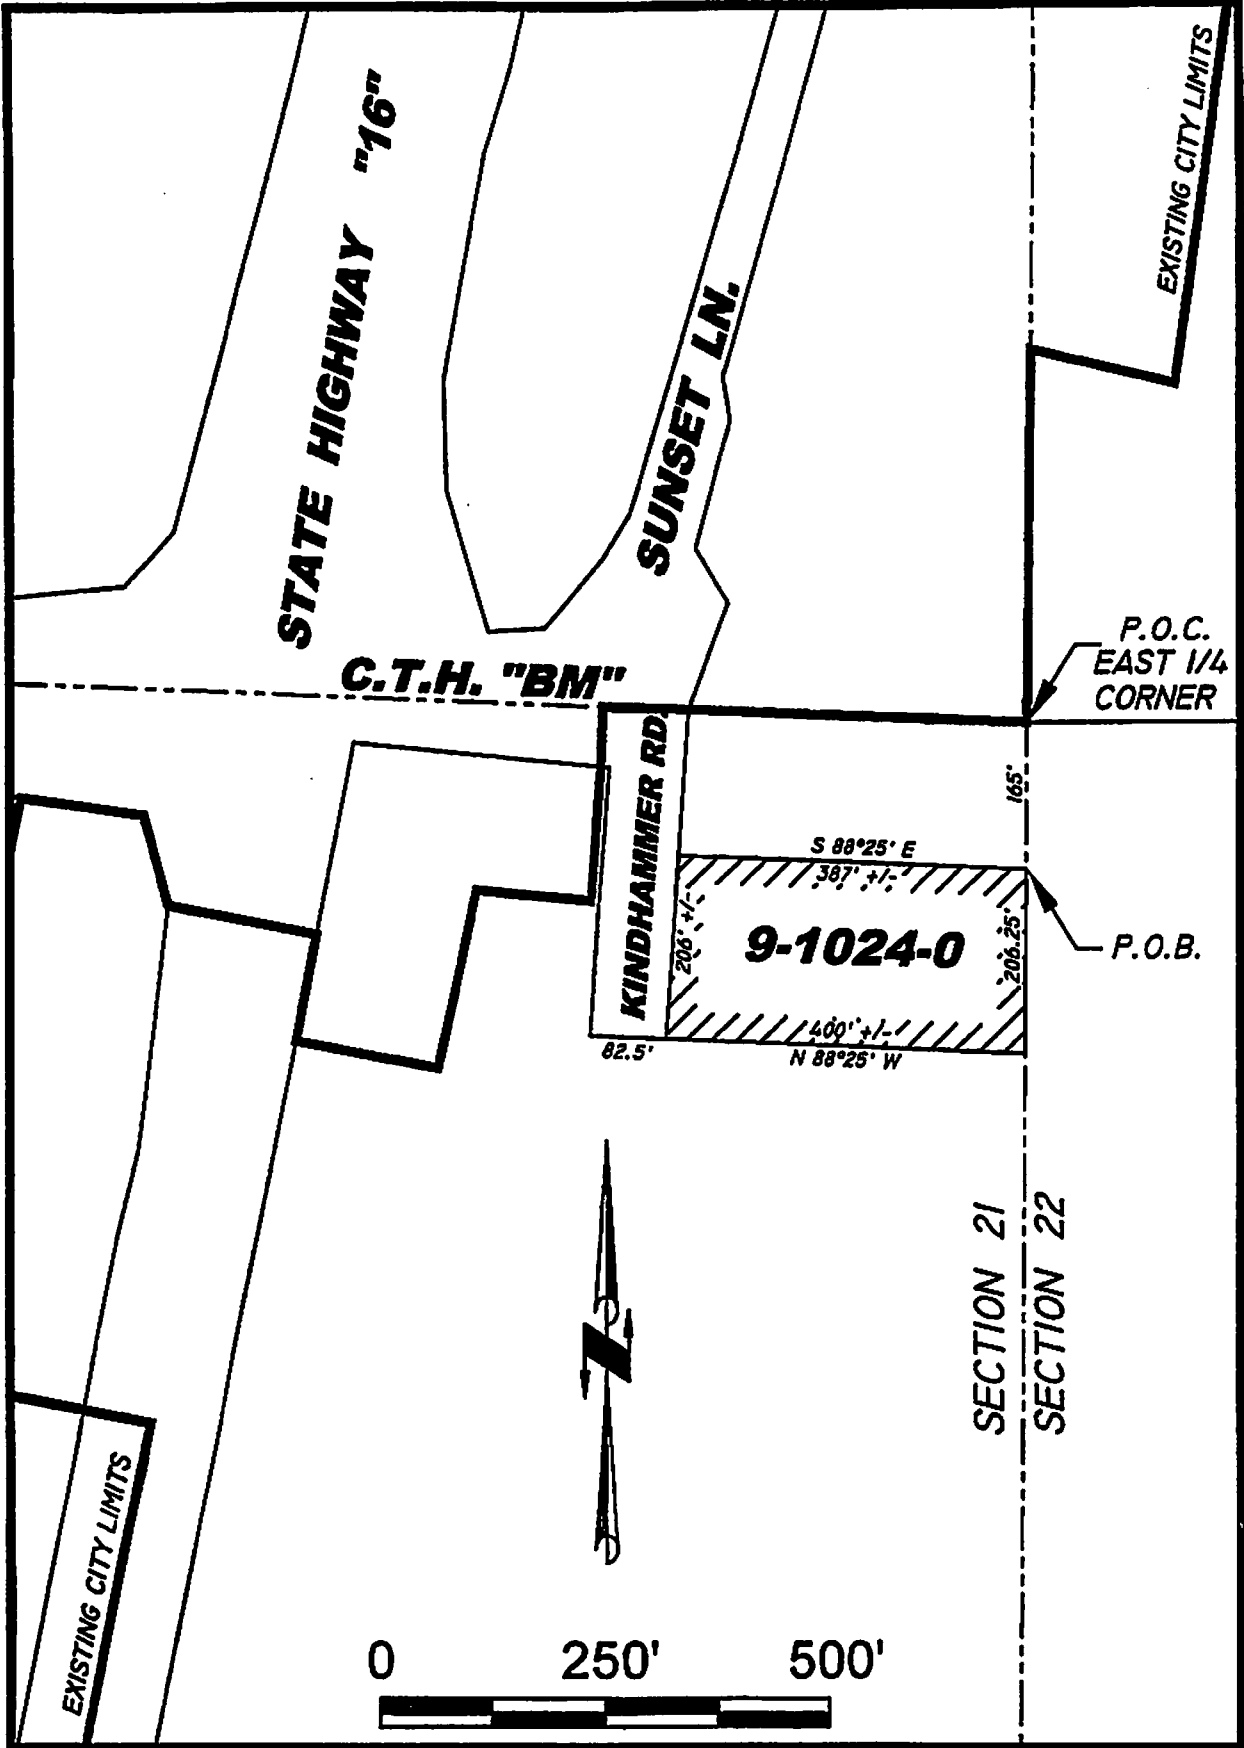 EXISTING CITY LIMITS
STATE HIGHWAY "16"
SUNSET LN.
P.O.C.
EAST 1/4
CORNER
C.T.H. "BM"
KINDHAMMER RD.
165'
S 88°25' E
387' +/-
206' +/-
9-1024-0
206.25'
P.O.B.
400' +/-
82.5'
N 88°25' W
SECTION 21
SECTION 22
N
EXISTING CITY LIMITS
0 250' 500'